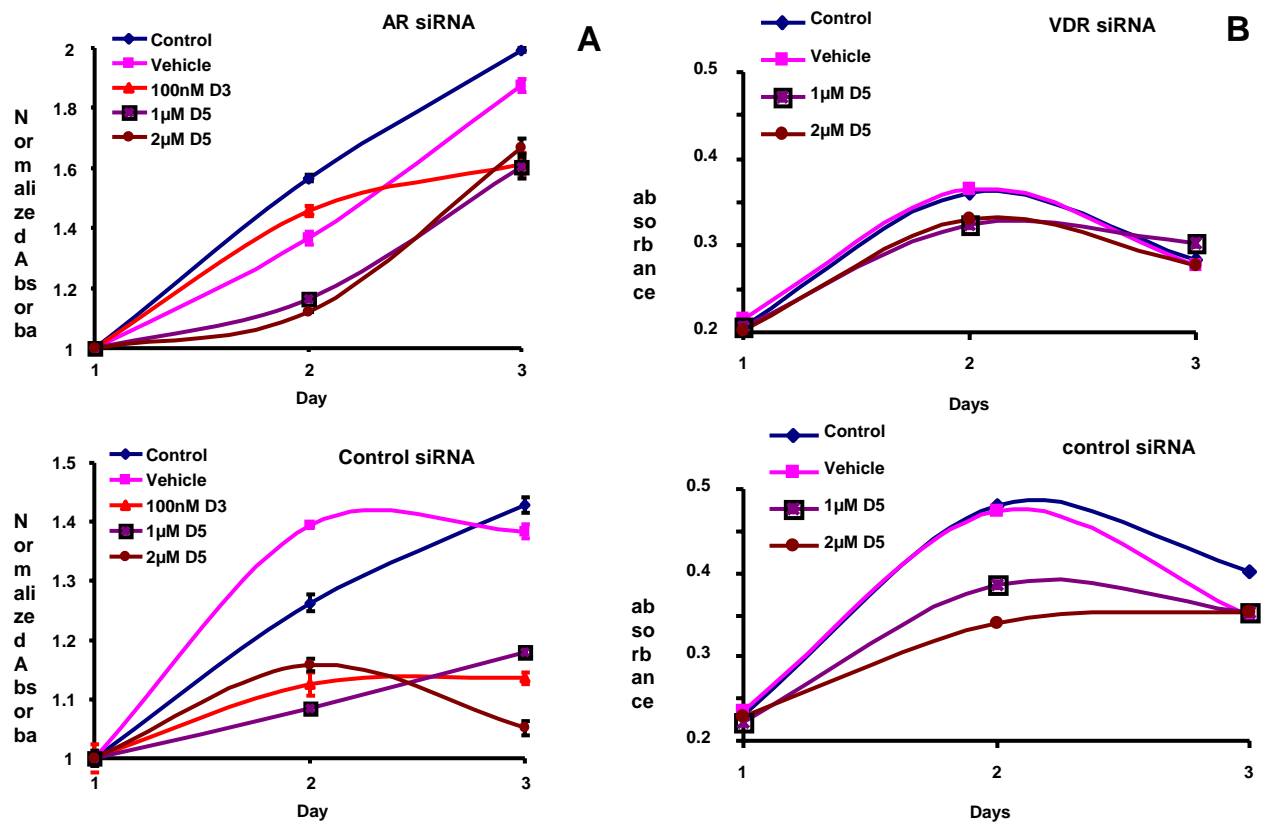 AR siRNA
A
Control
Vehicle
100nM D3
1µM D5
2µM D5
2
1.8
1.6
1.4
1.2
1
N
or
m
ali
ze
d A
bs
or
ba
1
2
3
Day
VDR siRNA
B
Control
Vehicle
1µM D5
2µM D5
0.5
0.4
0.3
0.2
ab
so
rb
an
ce
1
2
3
Days
Control siRNA
Control
Vehicle
100nM D3
1µM D5
2µM D5
1.5
1.4
1.3
1.2
1.1
1
N
or
m
ali
ze
d A
bs
or
ba
1
2
3
Day
control siRNA
Control
Vehicle
1µM D5
2µM D5
0.5
0.4
0.3
0.2
ab
so
rb
an
ce
1
2
3
Days